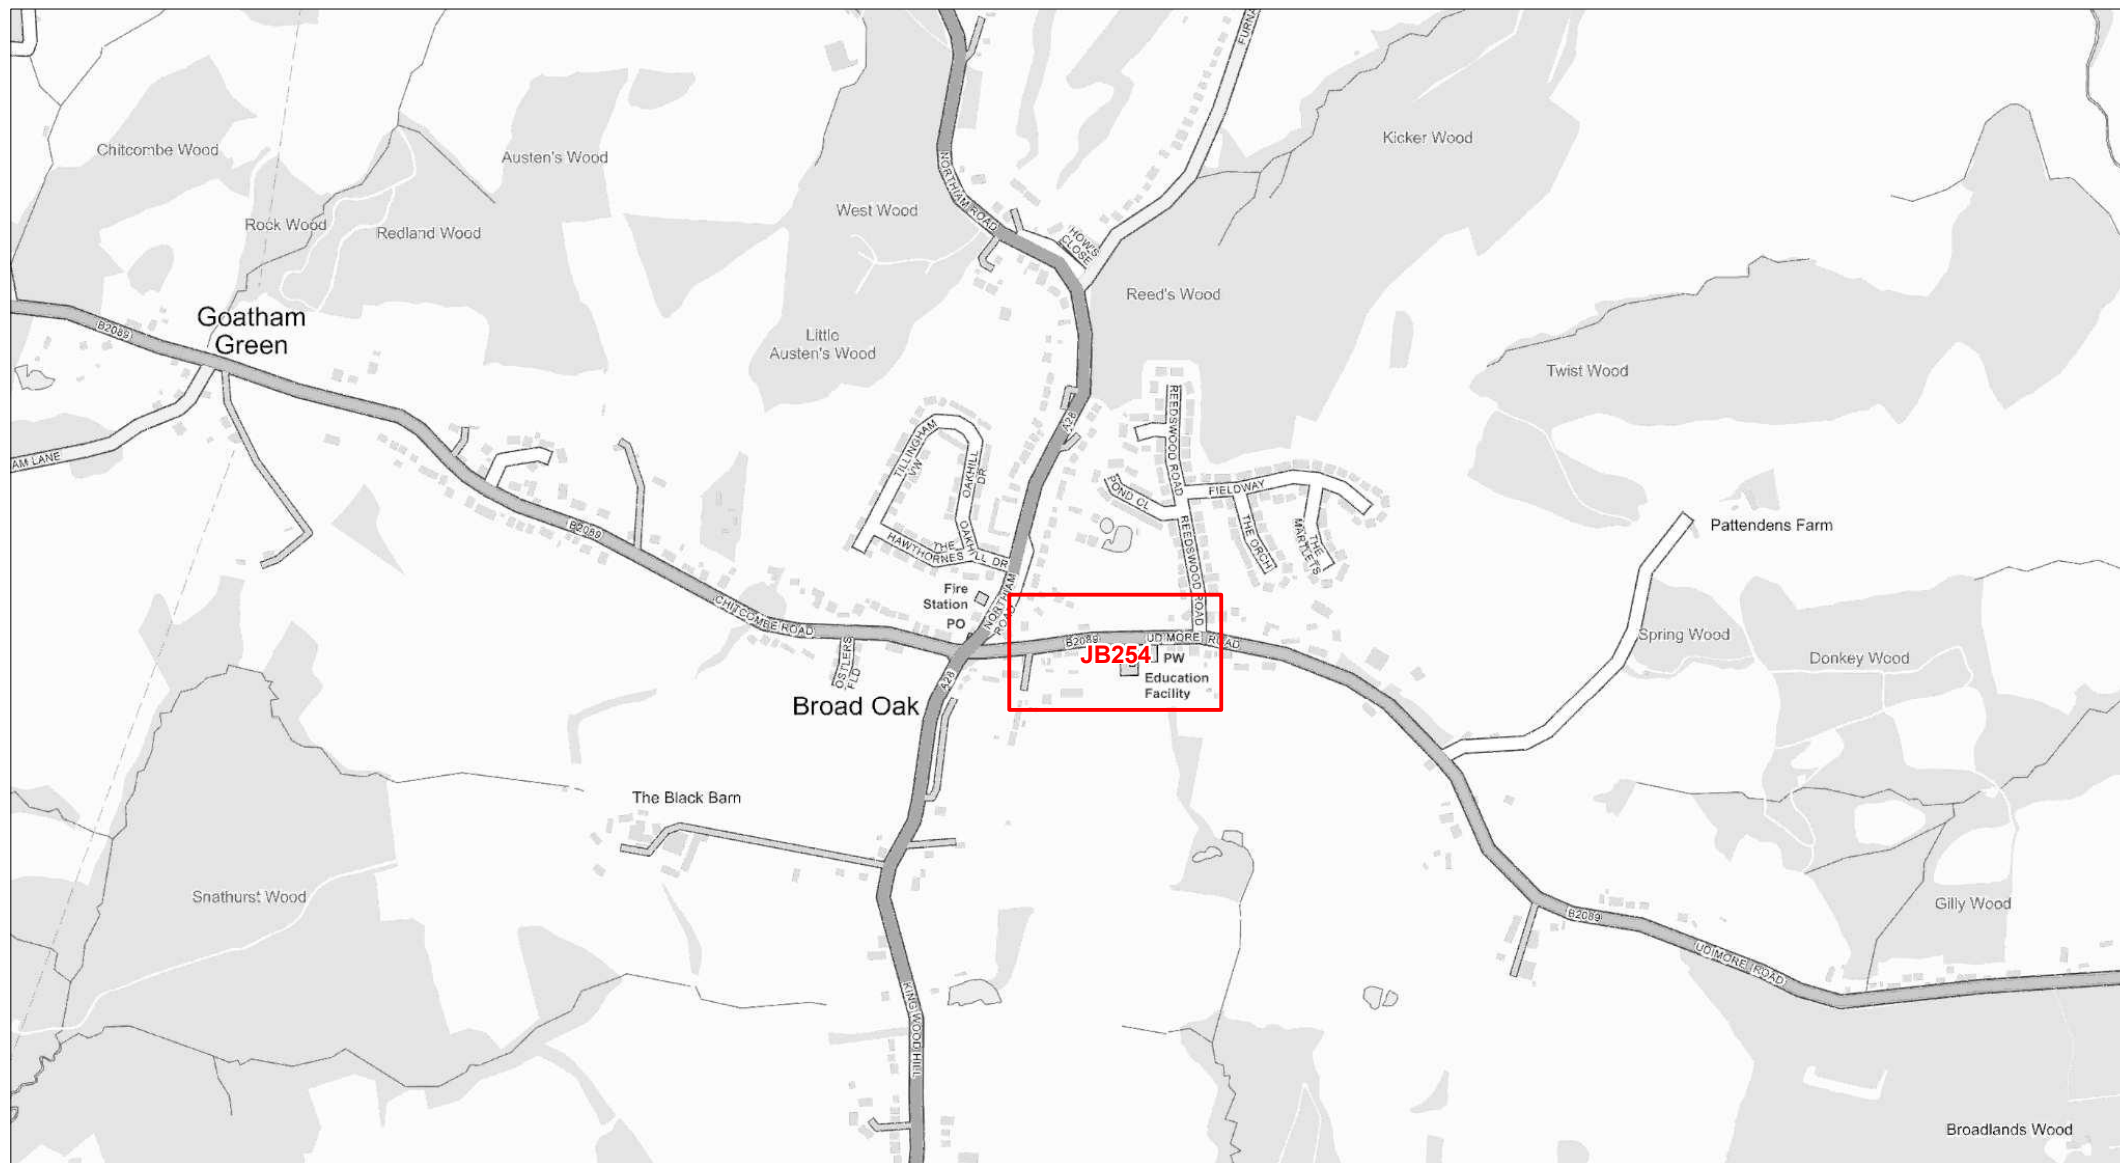 FURNA
Chitcombe Wood
Austen's Wood
Kicker Wood
NORTHIAM ROAD
West Wood
Rock Wood
Redland Wood
HOW'S
CLOSE
Reed's Wood
Goatham
Green
B2089
Little
Austen's Wood
Twist Wood
REEDSWOOD ROAD
A28
TILLINGHAM
VW
OAKHILL
DR
AM LANE
POND CL
FIELDWAY
B2089
THE ORCH
THE
MARTLETS
Pattendens Farm
REEDSWOOD ROAD
OAKHILL DR
THE
HAWTHORNES
Fire
Station
PO
NORTHIAM
ROAD
CHITCOMBE ROAD
B2089
UDIMORE ROAD
JB254
PW
Education
Facility
Spring Wood
Donkey Wood
OSTLERS
FLD
A28
Broad Oak
The Black Barn
Snathurst Wood
Gilly Wood
B2089
UDIMORE ROAD
KING WOOD HILL
Broadlands Wood